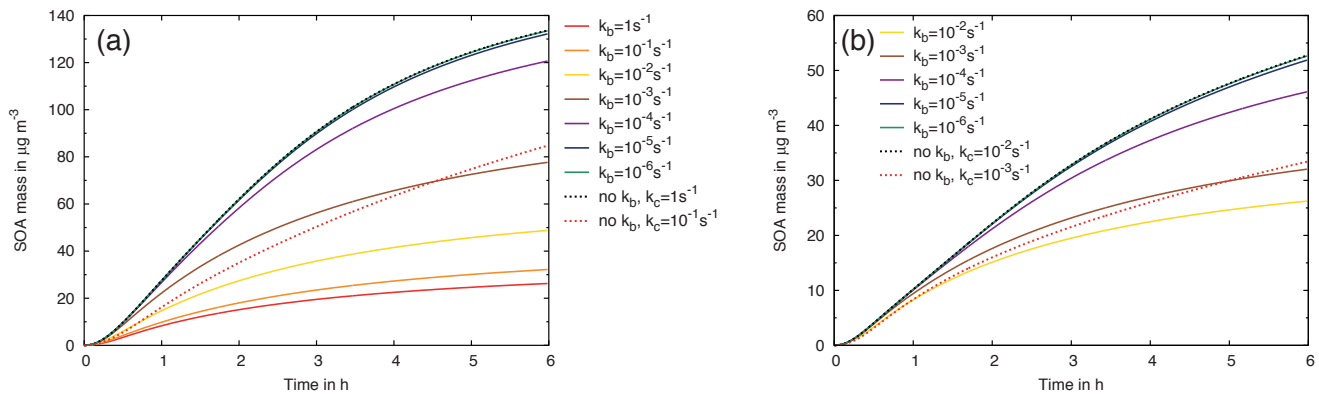 (a)
SOA mass in µg m⁻³
140
120
100
80
60
40
20
0
0 1 2 3 4 5 6
Time in h
k_b=1s⁻¹
k_b=10⁻¹s⁻¹
k_b=10⁻²s⁻¹
k_b=10⁻³s⁻¹
k_b=10⁻⁴s⁻¹
k_b=10⁻⁵s⁻¹
k_b=10⁻⁶s⁻¹
no k_b, k_c=1s⁻¹
no k_b, k_c=10⁻¹s⁻¹
(b)
SOA mass in µg m⁻³
60
50
40
30
20
10
0
0 1 2 3 4 5 6
Time in h
k_b=10⁻²s⁻¹
k_b=10⁻³s⁻¹
k_b=10⁻⁴s⁻¹
k_b=10⁻⁵s⁻¹
k_b=10⁻⁶s⁻¹
no k_b, k_c=10⁻²s⁻¹
no k_b, k_c=10⁻³s⁻¹